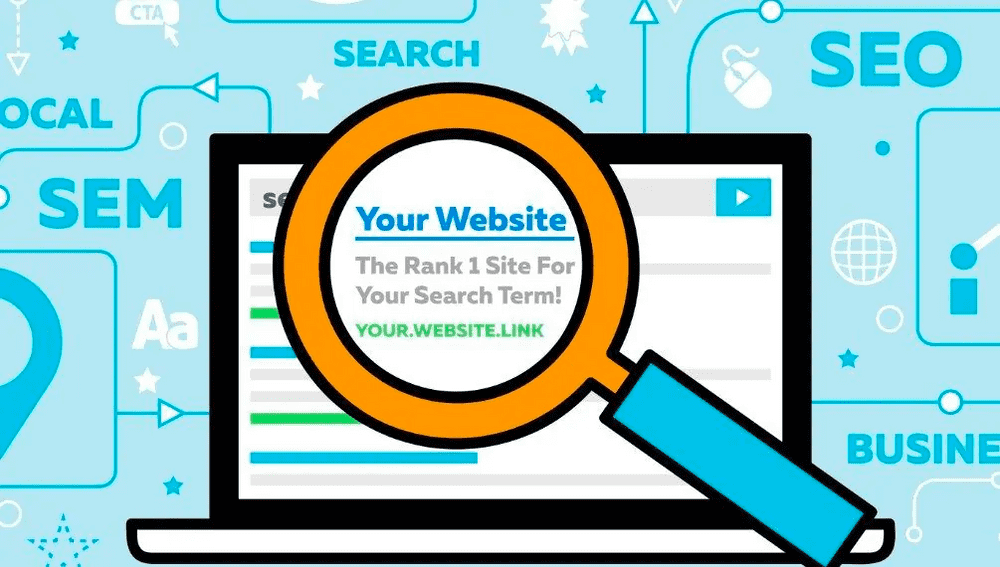 CTA
SEARCH
SEO
OCAL
SEM
se
Your Website
The Rank 1 Site For
Your Search Term!
YOUR.WEBSITE.LINK
Aa
BUSINE